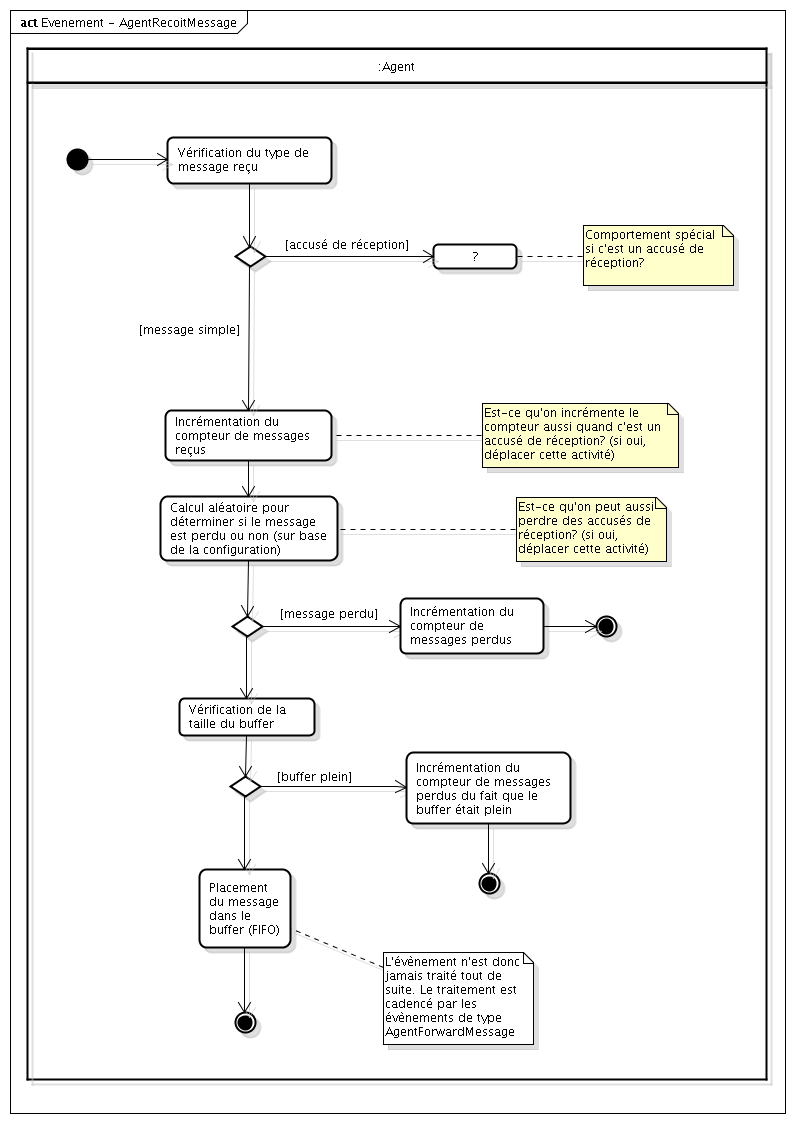 act Evenement - AgentRecoitMessage
:Agent
Vérification du type de
message reçu
[accusé de réception]
?
Comportement spécial
si c'est un accusé de
réception?
[message simple]
Incrémentation du
compteur de messages
reçus
Est-ce qu'on incrémente le
compteur aussi quand c'est un
accusé de réception? (si oui,
déplacer cette activité)
Calcul aléatoire pour
déterminer si le message
est perdu ou non (sur base
de la configuration)
Est-ce qu'on peut aussi
perdre des accusés de
réception? (si oui,
déplacer cette activité)
[message perdu]
Incrémentation du
compteur de
messages perdus
Vérification de la
taille du buffer
[buffer plein]
Incrémentation du
compteur de messages
perdus du fait que le
buffer était plein
Placement
du message
dans le
buffer (FIFO)
L'évènement n'est donc
jamais traité tout de
suite. Le traitement est
cadencé par les
évènements de type
AgentForwardMessage